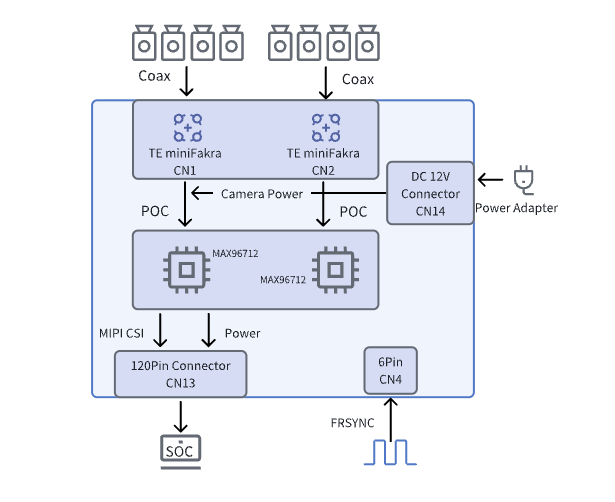 Coax
Coax
TE miniFakra
CN1
TE miniFakra
CN2
DC 12V
Connector
CN14
Power Adapter
Camera Power
POC
POC
MAX96712
MAX96712
MIPI CSI
Power
120Pin Connector
CN13
6Pin
CN4
FRSYNC
SOC